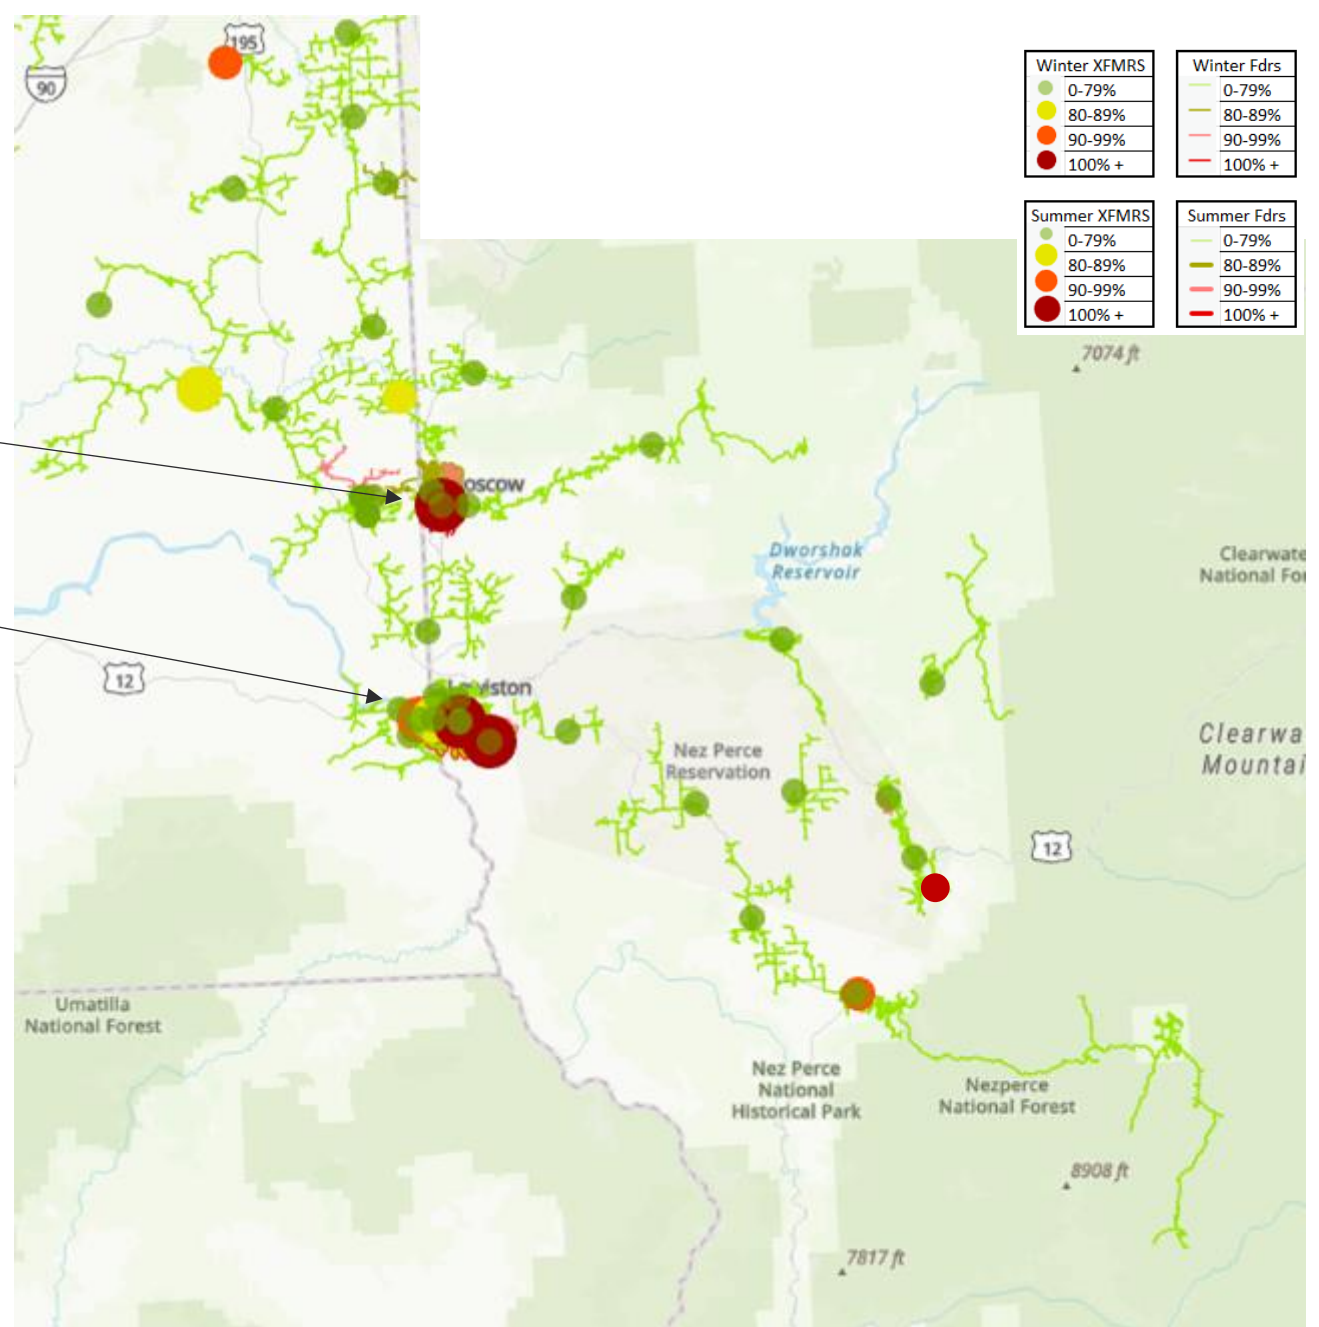 195
90
Winter XFMRS
0-79%
80-89%
90-99%
100% +
Winter Fdrs
0-79%
80-89%
90-99%
100% +
Summer XFMRS
0-79%
80-89%
90-99%
100% +
Summer Fdrs
0-79%
80-89%
90-99%
100% +
7074 ft
oscow
Dworshak
Reservoir
Clearwate
National Fo
12
Nez Perce
Reservation
Clearwa
Mountai
12
Umatilla
National Forest
Nez Perce
National
Historical Park
Nezperce
National Forest
8908 ft
7817 ft